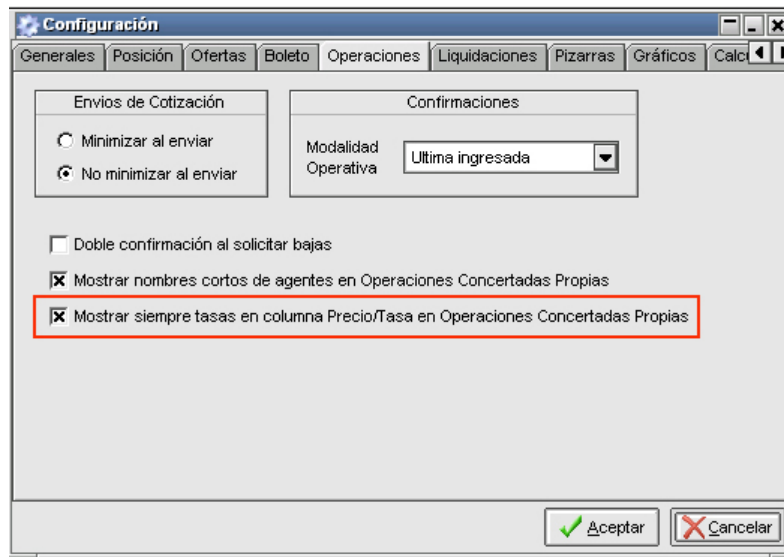 Configuración
Generales Posición Ofertas Boleto Operaciones Liquidaciones Pizarras Gráficos
Envios de Cotización
Minimizar al enviar
No minimizar al enviar
Confirmaciones
Modalidad
Operativa
Ultima ingresada
Doble confirmación al solicitar bajas
Mostrar nombres cortos de agentes en Operaciones Concertadas Propias
Mostrar siempre tasas en columna Precio/Tasa en Operaciones Concertadas Propias
Aceptar Cancelar